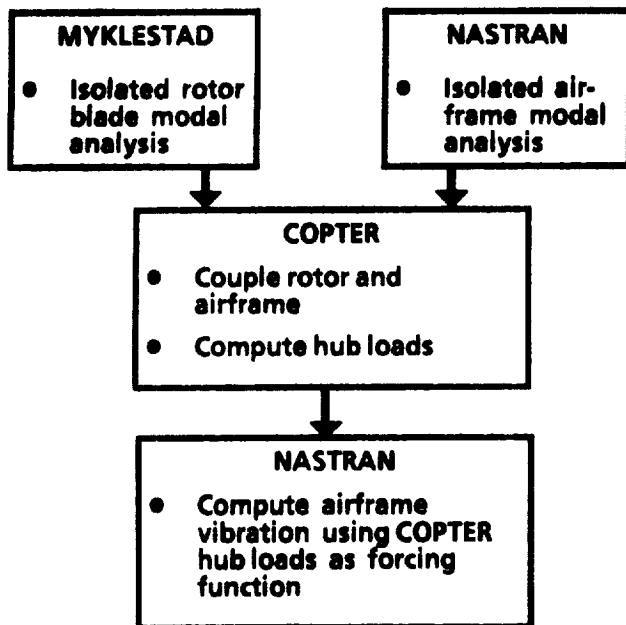 MYKLESTAD
● Isolated rotor
blade modal
analysis
NASTRAN
● Isolated air-
frame modal
analysis
COPTER
● Couple rotor and
airframe
● Compute hub loads
NASTRAN
● Compute airframe
vibration using COPTER
hub loads as forcing
function